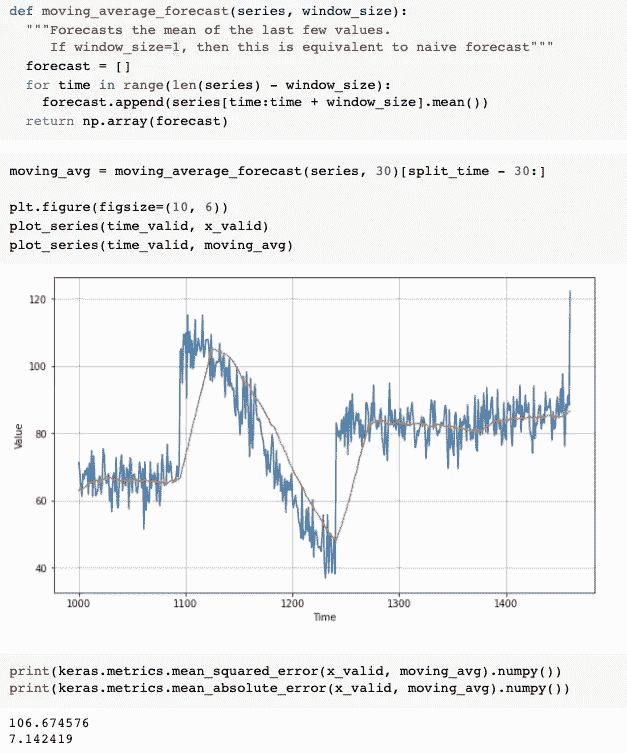 def moving_average_forecast(series, window_size):
  """Forecasts the mean of the last few values.
     If window_size=1, then this is equivalent to naive forecast"""
  forecast = []
  for time in range(len(series) - window_size):
    forecast.append(series[time:time + window_size].mean())
  return np.array(forecast)
moving_avg = moving_average_forecast(series, 30)[split_time - 30:]
plt.figure(figsize=(10, 6))
plot_series(time_valid, x_valid)
plot_series(time_valid, moving_avg)
120
100
80
60
40
Value
1000 1100 1200 1300 1400
Time
print(keras.metrics.mean_squared_error(x_valid, moving_avg).numpy())
print(keras.metrics.mean_absolute_error(x_valid, moving_avg).numpy())
106.674576
7.142419